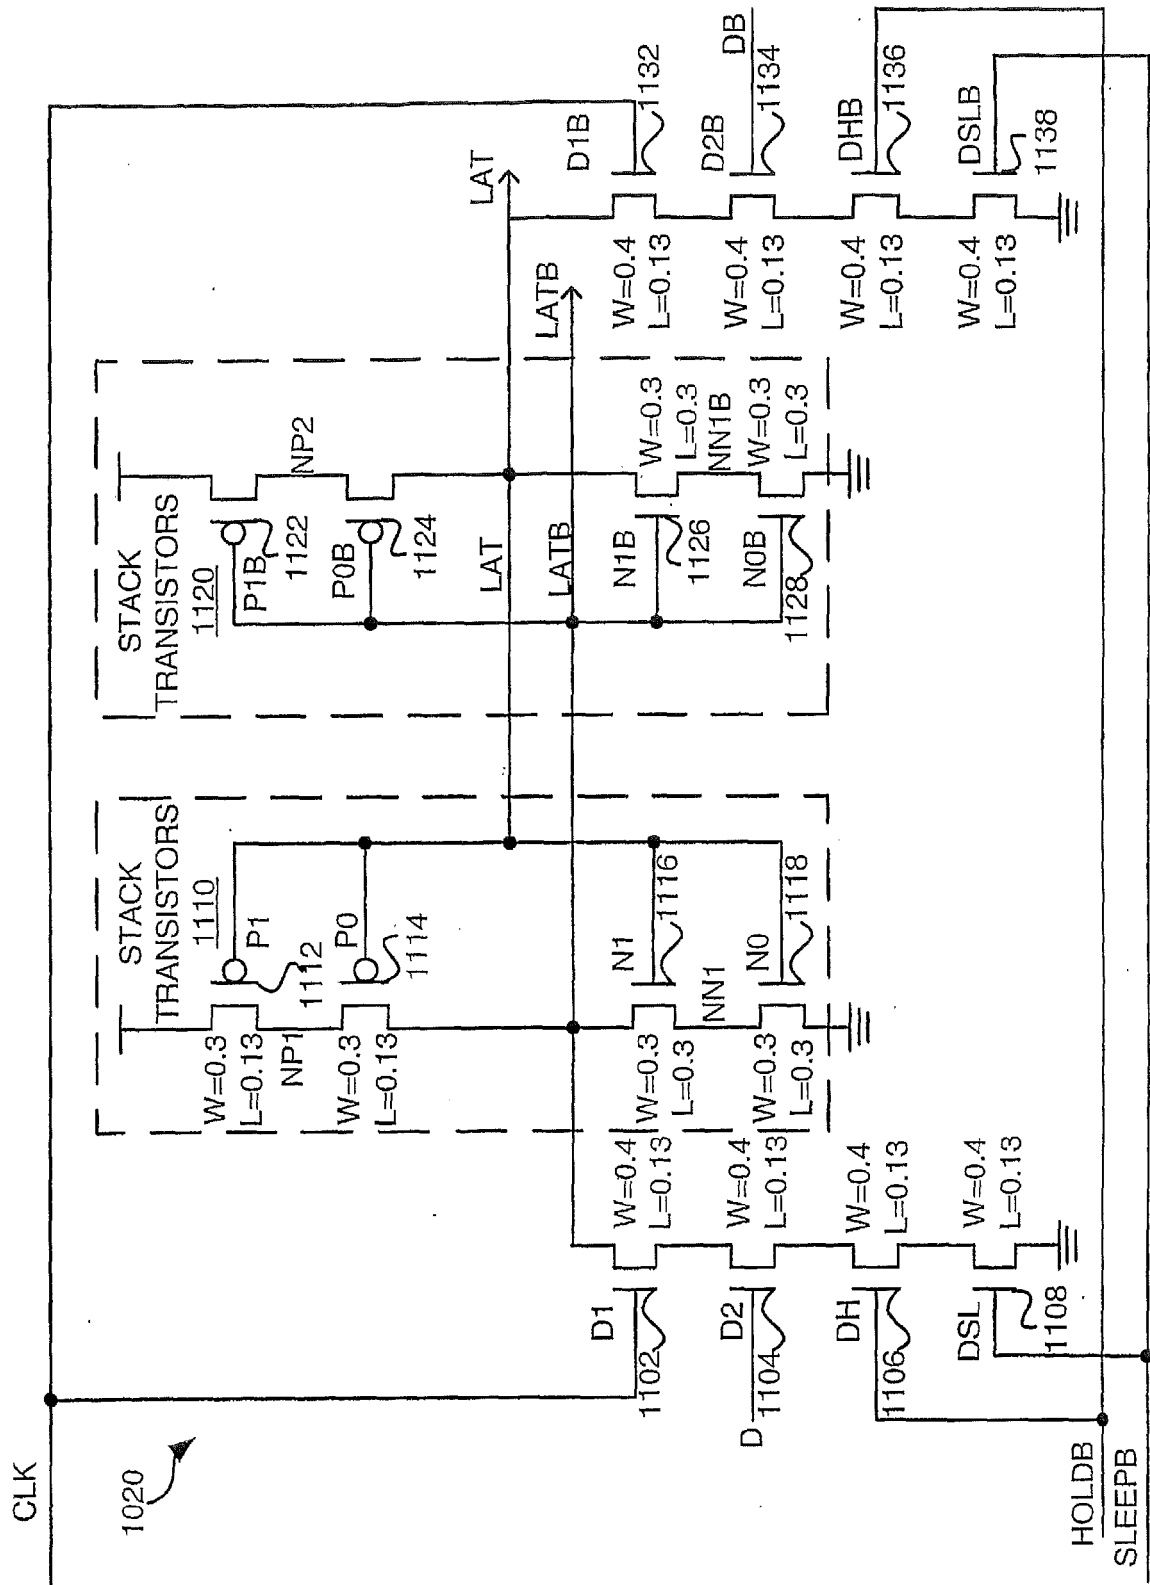 CLK
1020
HOLDB
SLEEPB
D1
1102
D2
D
1104
DH
1106
DSL
1108
W=0.4
L=0.13
W=0.4
L=0.13
W=0.4
L=0.13
W=0.4
L=0.13
STACK
TRANSISTORS
1110
P1
1112
W=0.3
L=0.13
NP1
P0
1114
W=0.3
L=0.13
N1
1116
W=0.3
L=0.3
NN1
N0
1118
W=0.3
L=0.3
STACK
TRANSISTORS
1120
P1B
1122
NP2
P0B
1124
LAT
LATB
N1B
1126
W=0.3
L=0.3
NN1B
N0B
1128
W=0.3
L=0.3
LAT
LATB
D1B
1132
W=0.4
L=0.13
D2B
DB
1134
W=0.4
L=0.13
DHB
1136
W=0.4
L=0.13
DSLB
1138
W=0.4
L=0.13